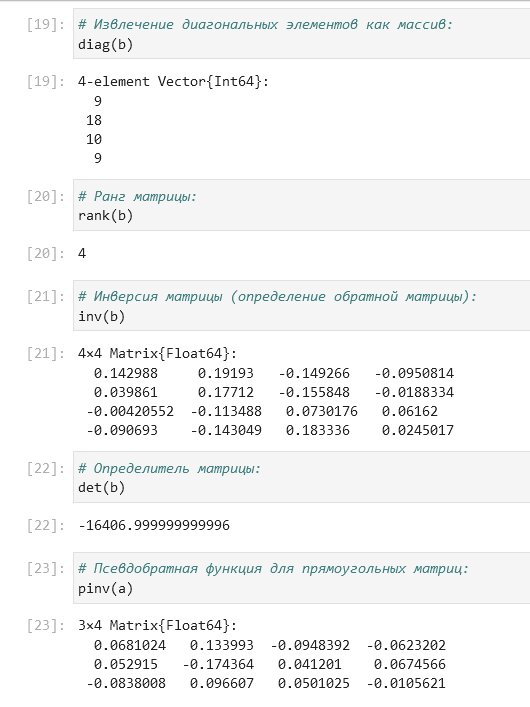 [19]: # Извлечение диагональных элементов как массив:
diag(b)
[19]: 4-element Vector{Int64}:
9
18
10
9
[20]: # Ранг матрицы:
rank(b)
[20]: 4
[21]: # Инверсия матрицы (определение обратной матрицы):
inv(b)
[21]: 4×4 Matrix{Float64}:
0.142988 0.19193 -0.149266 -0.0950814
0.039861 0.17712 -0.155848 -0.0188334
-0.00420552 -0.113488 0.0730176 0.06162
-0.090693 -0.143049 0.183336 0.0245017
[22]: # Определитель матрицы:
det(b)
[22]: -16406.999999999996
[23]: # Псевдобратная функция для прямоугольных матриц:
pinv(a)
[23]: 3×4 Matrix{Float64}:
0.0681024 0.133993 -0.0948392 -0.0623202
0.052915 -0.174364 0.041201 0.0674566
-0.0838008 0.096607 0.0501025 -0.0105621